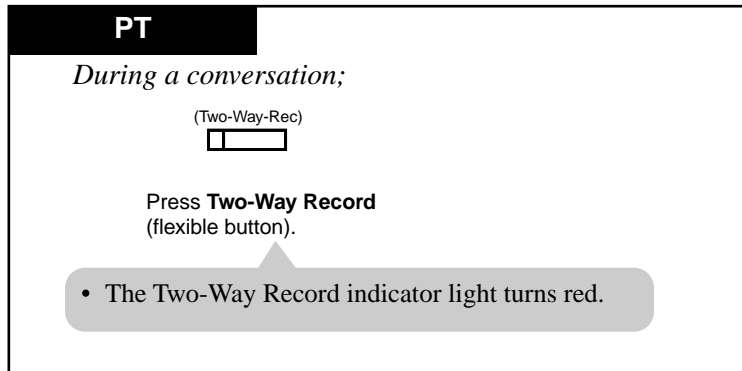 PT
During a conversation;
(Two-Way-Rec)
Press Two-Way Record
(flexible button).
• The Two-Way Record indicator light turns red.